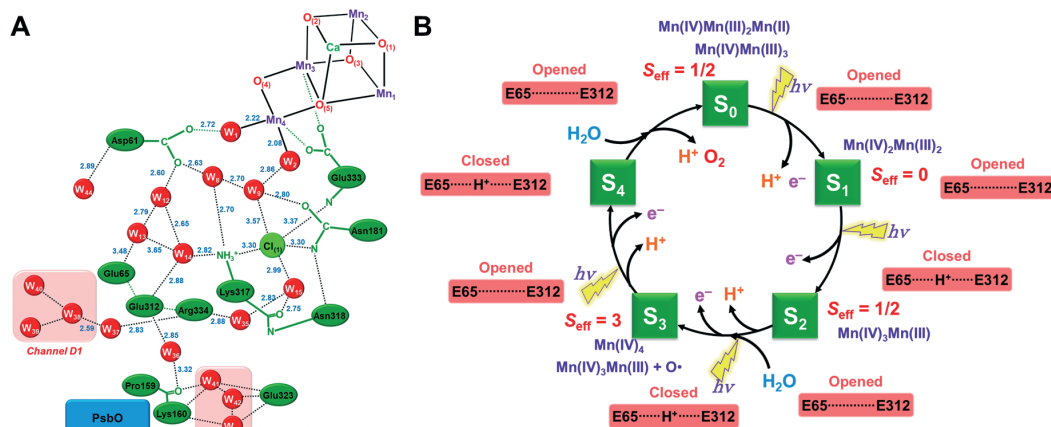 A
O(2)
Mn2
Ca
O(1)
Mn3
O(3)
O(4)
Mn1
O(5)
Mn4
2.22
W1
2.72
O
Asp61
2.08
O
O
O
2.89
2.63
W2
2.86
Glu333
2.60
W8
2.70
W9
W44
2.80
W12
O
N
Asn181
2.70
3.57
3.37
C
2.79
2.65
W13
Cl(1)
3.48
3.65
W14
2.82
3.30
3.30
N
NH3+
2.99
Glu65
2.88
Lys317
W15
W40
Glu312
2.83
2.75
Arg334
O
Asn318
W38
2.88
W35
W39
2.59
W37
2.83
N
Channel D1
2.85
W36
3.32
Pro159
O
W41
Glu323
W42
Lys160
W
PsbO
B
Mn(IV)Mn(III)2Mn(II)
Mn(IV)Mn(III)3
Opened
E65············E312
Seff = 1/2
hν
Opened
E65············E312
S0
H2O
H+ O2
H+
e−
Mn(IV)2Mn(III)2
Closed
E65······H+······E312
S4
S1
Seff = 0
Opened
E65············E312
e−
H+
hν
e−
Opened
E65············E312
hν
Closed
E65······H+······E312
Seff = 3
S3
e−
H+
S2
Seff = 1/2
Mn(IV)3Mn(III)
Mn(IV)4
Mn(IV)3Mn(III) + O•
hν
H2O
Closed
E65······H+······E312
Opened
E65············E312